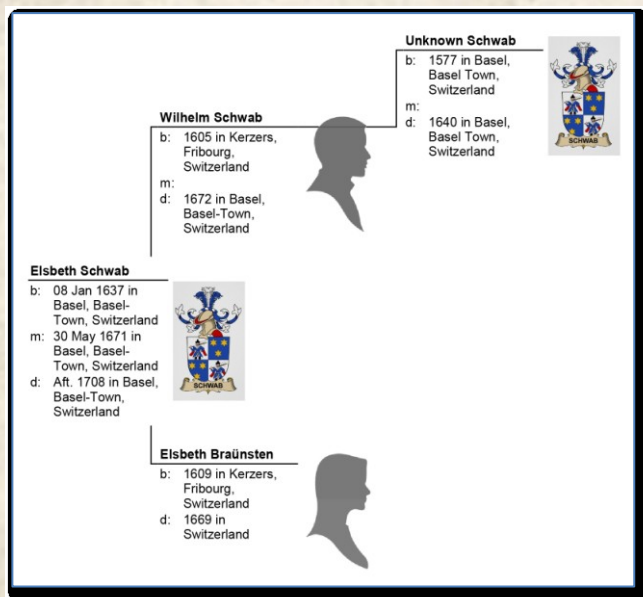 Unknown Schwab
b: 1577 in Basel,
Basel Town,
Switzerland
m:
d: 1640 in Basel,
Basel Town,
Switzerland
SCHWAB
Wilhelm Schwab
b: 1605 in Kerzers,
Fribourg,
Switzerland
m:
d: 1672 in Basel,
Basel-Town,
Switzerland
Elsbeth Schwab
b: 08 Jan 1637 in
Basel, Basel-
Town, Switzerland
m: 30 May 1671 in
Basel, Basel-
Town, Switzerland
d: Aft. 1708 in Basel,
Basel-Town,
Switzerland
SCHWAB
Elsbeth Braünsten
b: 1609 in Kerzers,
Fribourg,
Switzerland
d: 1669 in
Switzerland